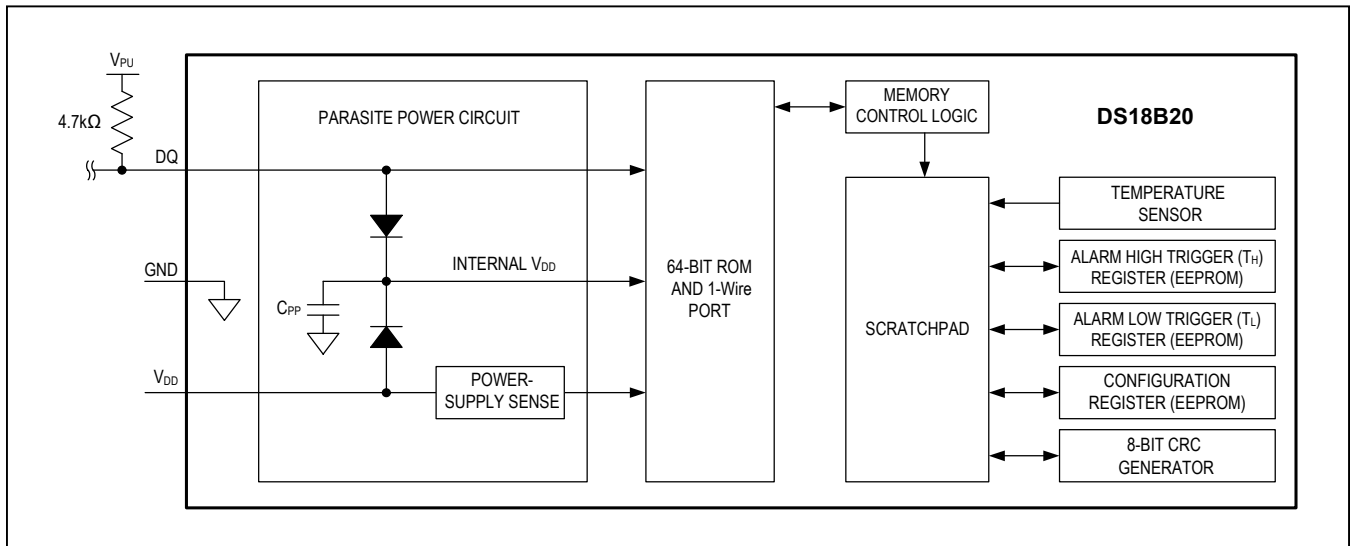 VPU
4.7kΩ
DQ
GND
VDD
PARASITE POWER CIRCUIT
INTERNAL VDD
CPP
POWER-
SUPPLY SENSE
64-BIT ROM
AND 1-Wire
PORT
MEMORY
CONTROL LOGIC
SCRATCHPAD
DS18B20
TEMPERATURE
SENSOR
ALARM HIGH TRIGGER (TH)
REGISTER (EEPROM)
ALARM LOW TRIGGER (TL)
REGISTER (EEPROM)
CONFIGURATION
REGISTER (EEPROM)
8-BIT CRC
GENERATOR